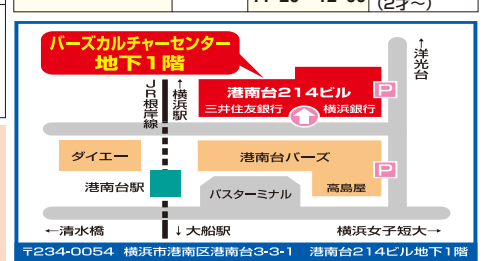 (2才〜)
バーズカルチャーセンター
地下1階
←洋光台
JR根岸線
←横浜駅
港南台214ビル
三井住友銀行
横浜銀行
P
ダイエー
港南台バーズ
P
港南台駅
バスターミナル
高島屋
←清水橋
↓大船駅
横浜女子短大→
〒234-0054 横浜市港南区港南台3-3-1 港南台214ビル地下1階